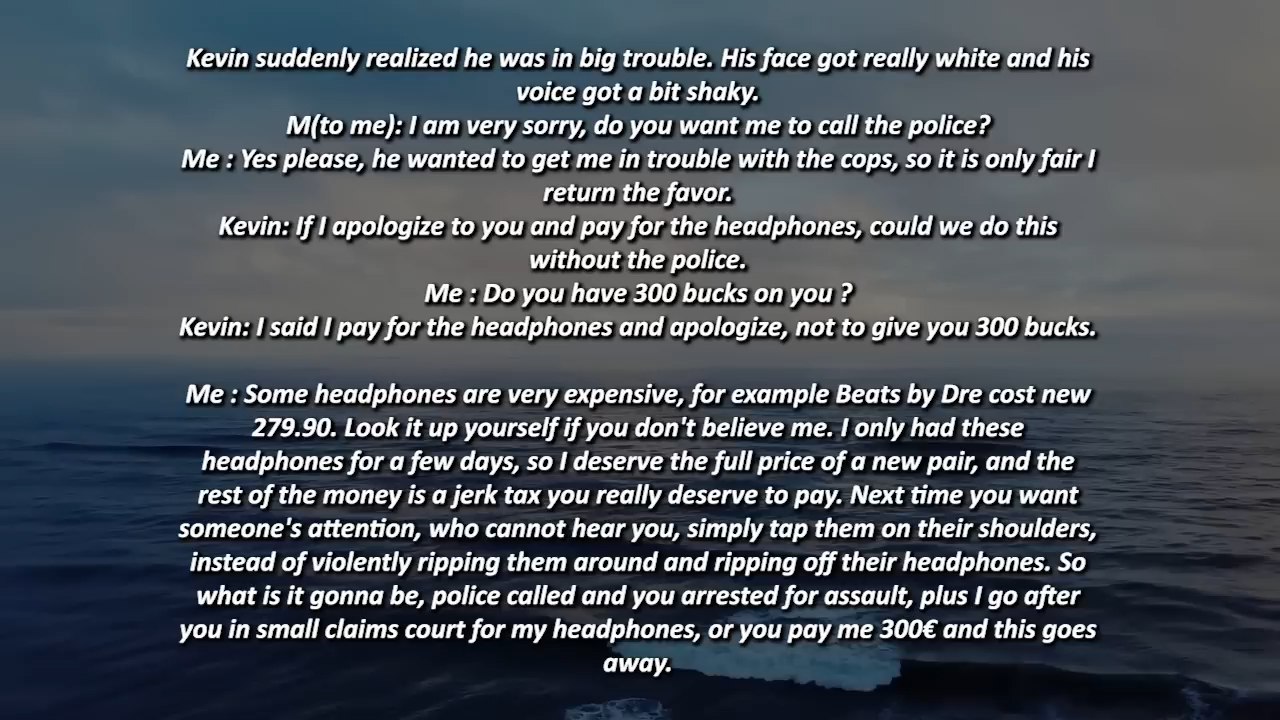 Kevin suddenly realized he was in big trouble. His face got really white and his
voice got a bit shaky.
M(to me): I am very sorry, do you want me to call the police?
Me : Yes please, he wanted to get me in trouble with the cops, so it is only fair I
return the favor.
Kevin: If I apologize to you and pay for the headphones, could we do this
without the police.
Me : Do you have 300 bucks on you ?
Kevin: I said I pay for the headphones and apologize, not to give you 300 bucks.
Me : Some headphones are very expensive, for example Beats by Dre cost new
279.90. Look it up yourself if you don't believe me. I only had these
headphones for a few days, so I deserve the full price of a new pair, and the
rest of the money is a jerk tax you really deserve to pay. Next time you want
someone's attention, who cannot hear you, simply tap them on their shoulders,
instead of violently ripping them around and ripping off their headphones. So
what is it gonna be, police called and you arrested for assault, plus I go after
you in small claims court for my headphones, or you pay me 300€ and this goes
away.